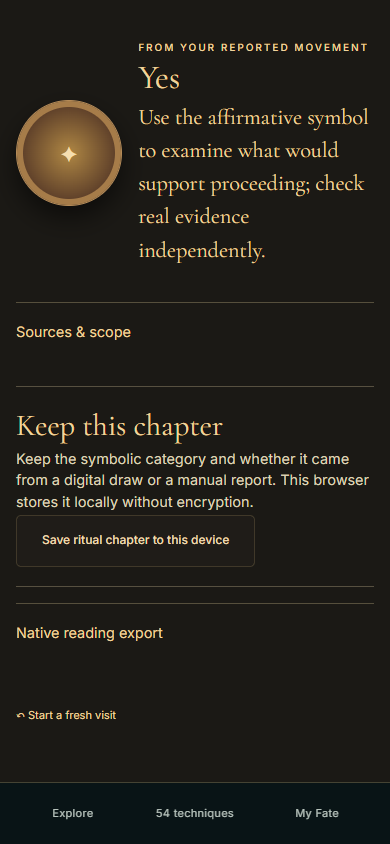 FROM YOUR REPORTED MOVEMENT
Yes
Use the affirmative symbol
to examine what would
support proceeding; check
real evidence
independently.
Sources & scope
Keep this chapter
Keep the symbolic category and whether it came
from a digital draw or a manual report. This browser
stores it locally without encryption.
Save ritual chapter to this device
Native reading export
↶ Start a fresh visit
Explore
54 techniques
My Fate